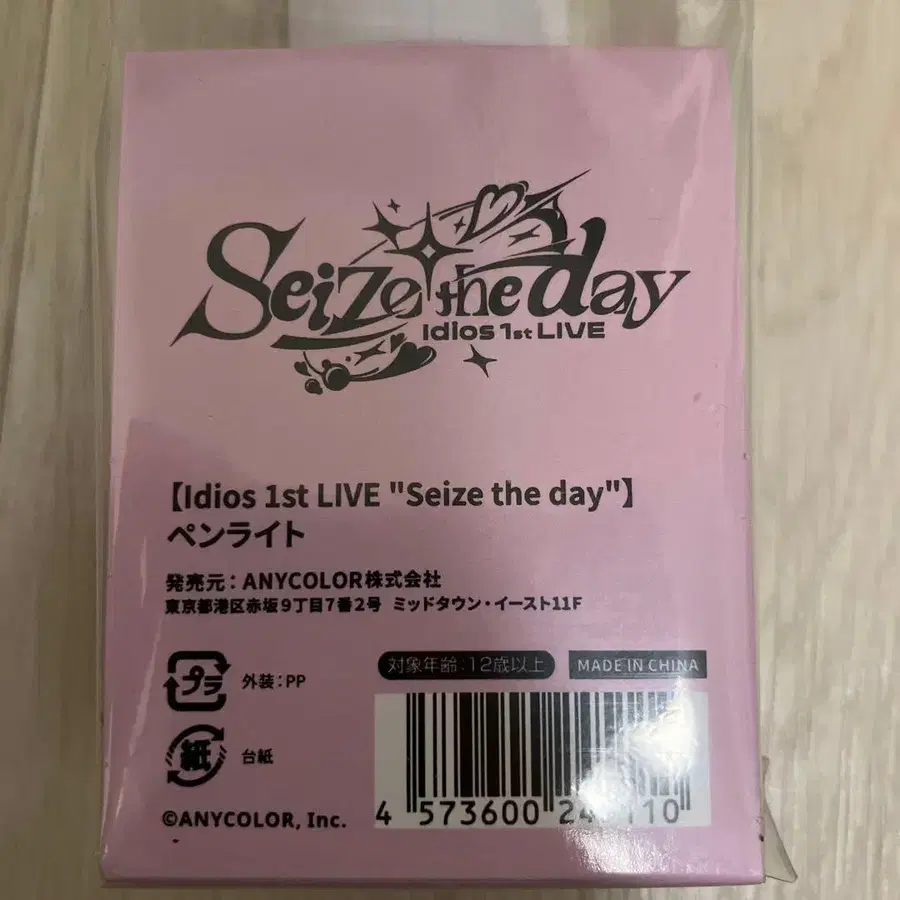 Seize the day
Idios 1st LIVE
【Idios 1st LIVE "Seize the day"】
ペンライト
発売元：ANYCOLOR株式会社
東京都港区赤坂9丁目7番2号 ミッドタウン・イースト11F
対象年齢：12歳以上
MADE IN CHINA
プラ
外装：PP
紙
台紙
4 573600
110
©ANYCOLOR, Inc.